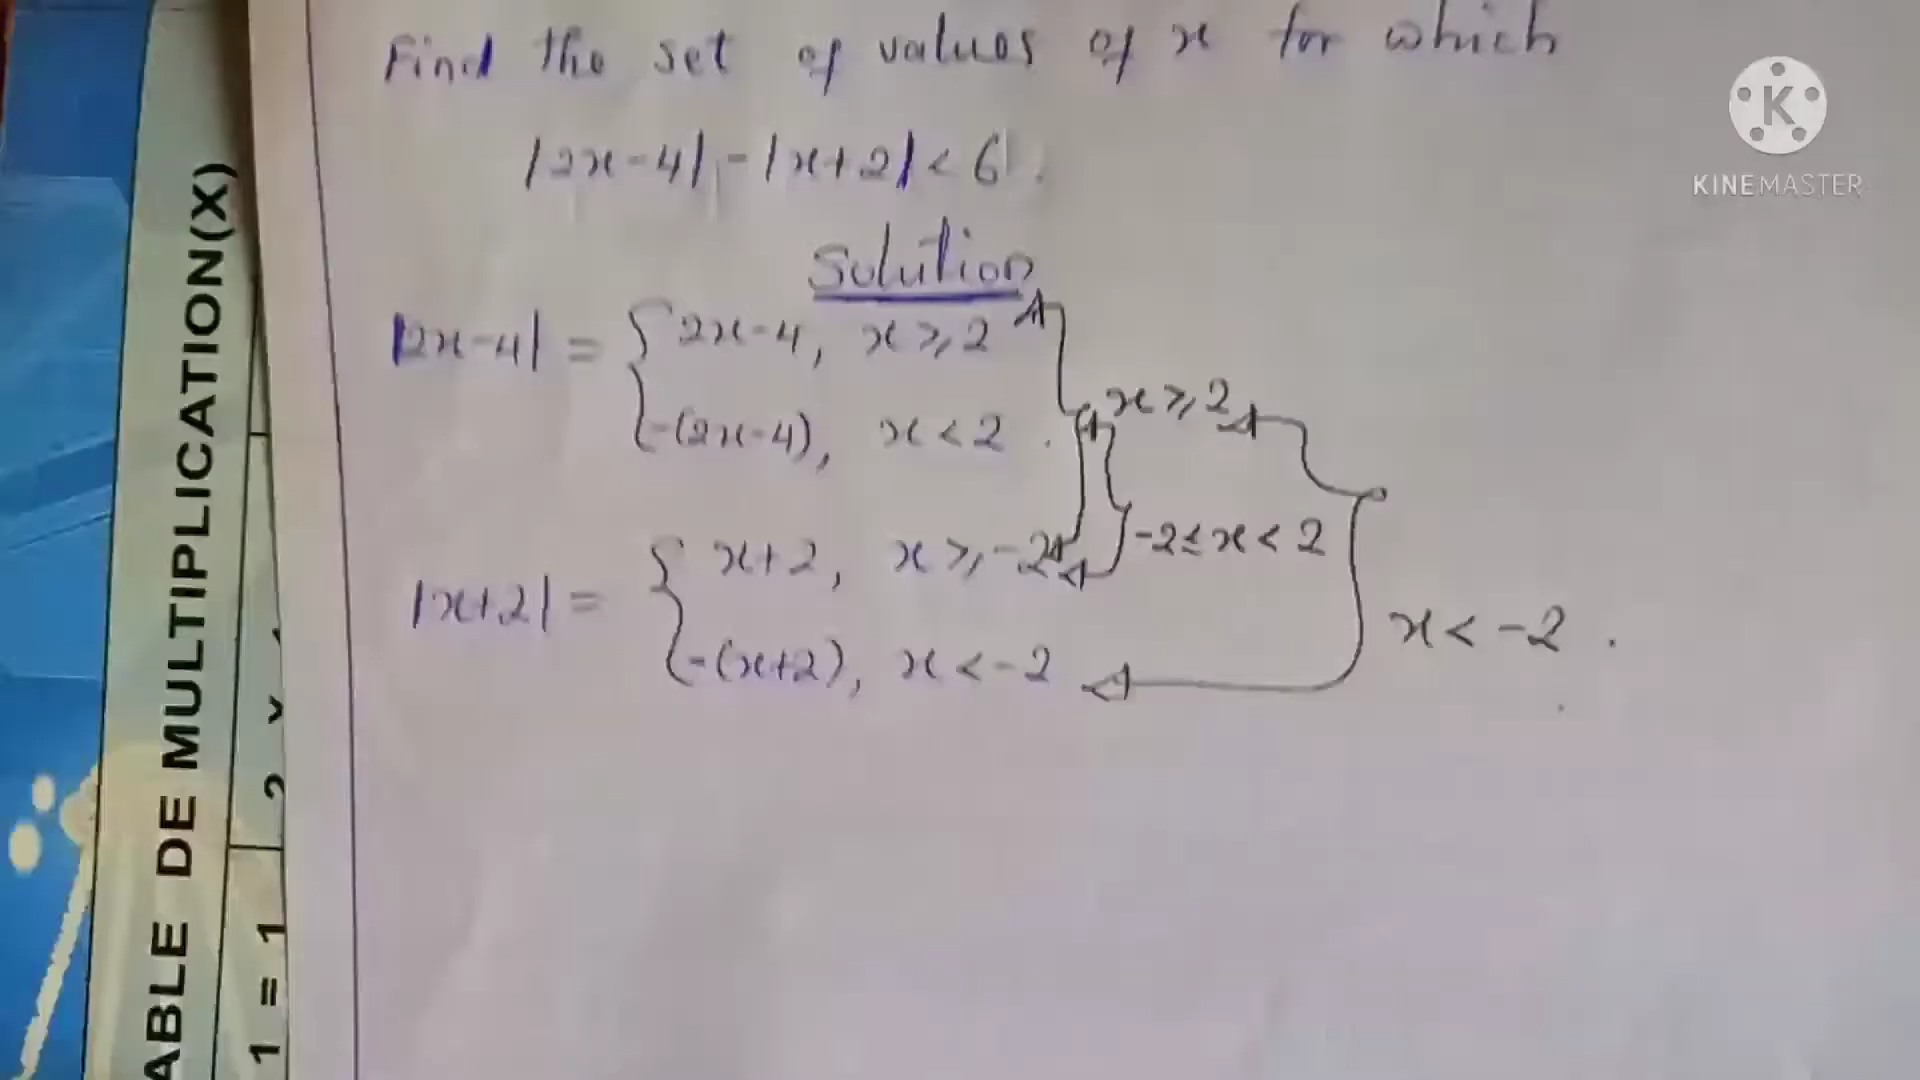 Find the set of values of x for which
|2x-4| - |x+2| < 6.
Solution
|2x-4| = { 2x-4, x ≥ 2
-(2x-4), x < 2.
x ≥ 2
-2 ≤ x < 2
|x+2| = { x+2, x ≥ -2
-(x+2), x < -2
x < -2.
KINEMASTER
ABLE DE MULTIPLICATION(X)
1 = 1
2 x